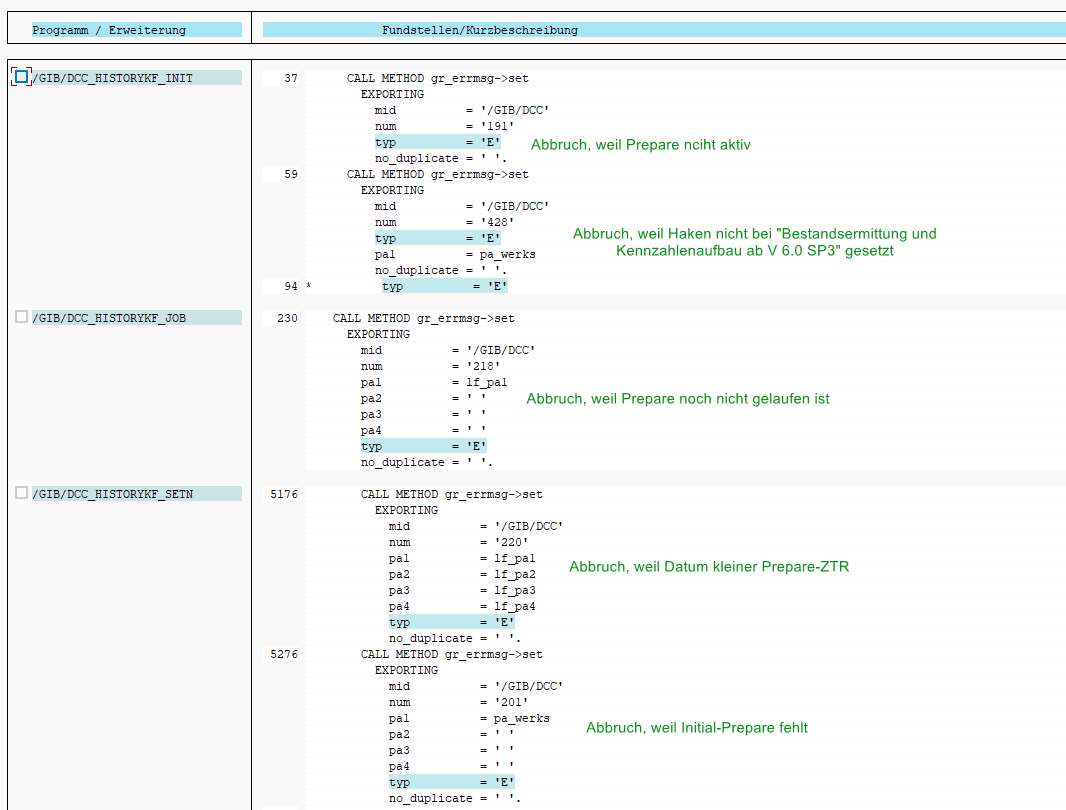 Programm / Erweiterung Fundstellen/Kurzbeschreibung
/GIB/DCC_HISTORYKF_INIT 37 CALL METHOD gr_errmsg->set
EXPORTING
mid = '/GIB/DCC'
num = '191'
typ = 'E' Abbruch, weil Prepare nciht aktiv
no_duplicate = ' '.
59 CALL METHOD gr_errmsg->set
EXPORTING
mid = '/GIB/DCC'
num = '428'
typ = 'E' Abbruch, weil Haken nicht bei "Bestandsermittung und
pa1 = pa_werks Kennzahlenaufbau ab V 6.0 SP3" gesetzt
no_duplicate = ' '.
94 * typ = 'E'
/GIB/DCC_HISTORYKF_JOB 230 CALL METHOD gr_errmsg->set
EXPORTING
mid = '/GIB/DCC'
num = '218'
pa1 = lf_pa1
pa2 = ' ' Abbruch, weil Prepare noch nicht gelaufen ist
pa3 = ' '
pa4 = ' '
typ = 'E'
no_duplicate = ' '.
/GIB/DCC_HISTORYKF_SETN 5176 CALL METHOD gr_errmsg->set
EXPORTING
mid = '/GIB/DCC'
num = '220'
pa1 = lf_pa1
pa2 = lf_pa2 Abbruch, weil Datum kleiner Prepare-ZTR
pa3 = lf_pa3
pa4 = lf_pa4
typ = 'E'
no_duplicate = ' '.
5276 CALL METHOD gr_errmsg->set
EXPORTING
mid = '/GIB/DCC'
num = '201'
pa1 = pa_werks
pa2 = ' ' Abbruch, weil Initial-Prepare fehlt
pa3 = ' '
pa4 = ' '
typ = 'E'
no_duplicate = ' '.